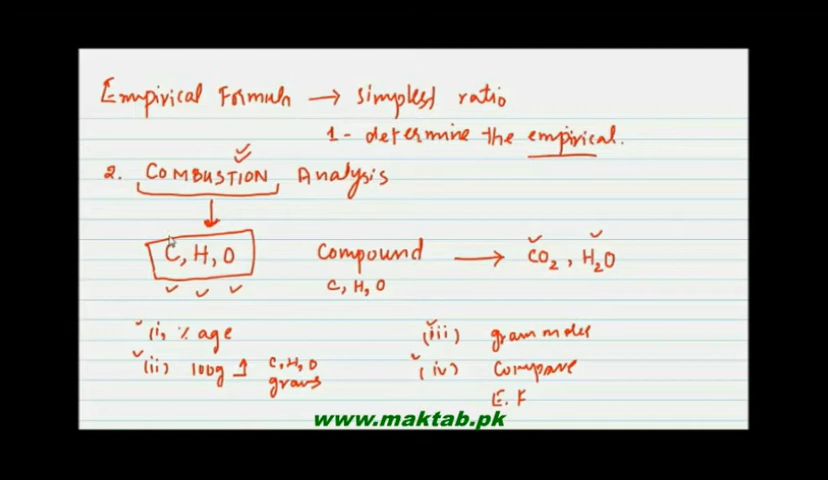 Empirical Formula → simplest ratio
1- determine the empirical.
2. COMBUSTION Analysis
C, H, O Compound → CO₂, H₂O
C, H, O
(i) % age (iii) gram moles
(ii) 100g C, H, O (iv) Compare
grams E. F
www.maktab.pk